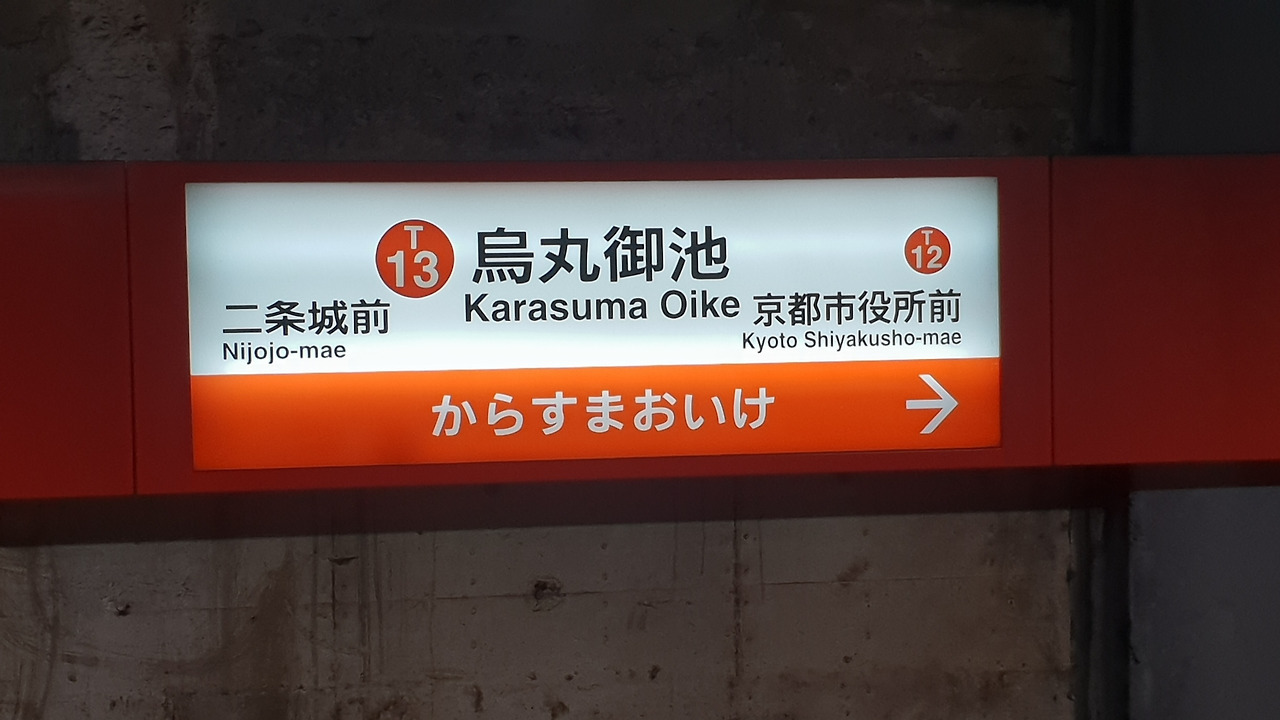 T
13
烏丸御池
Karasuma Oike
T
12
二条城前
Nijojo-mae
京都市役所前
Kyoto Shiyakusho-mae
からすまおいけ →